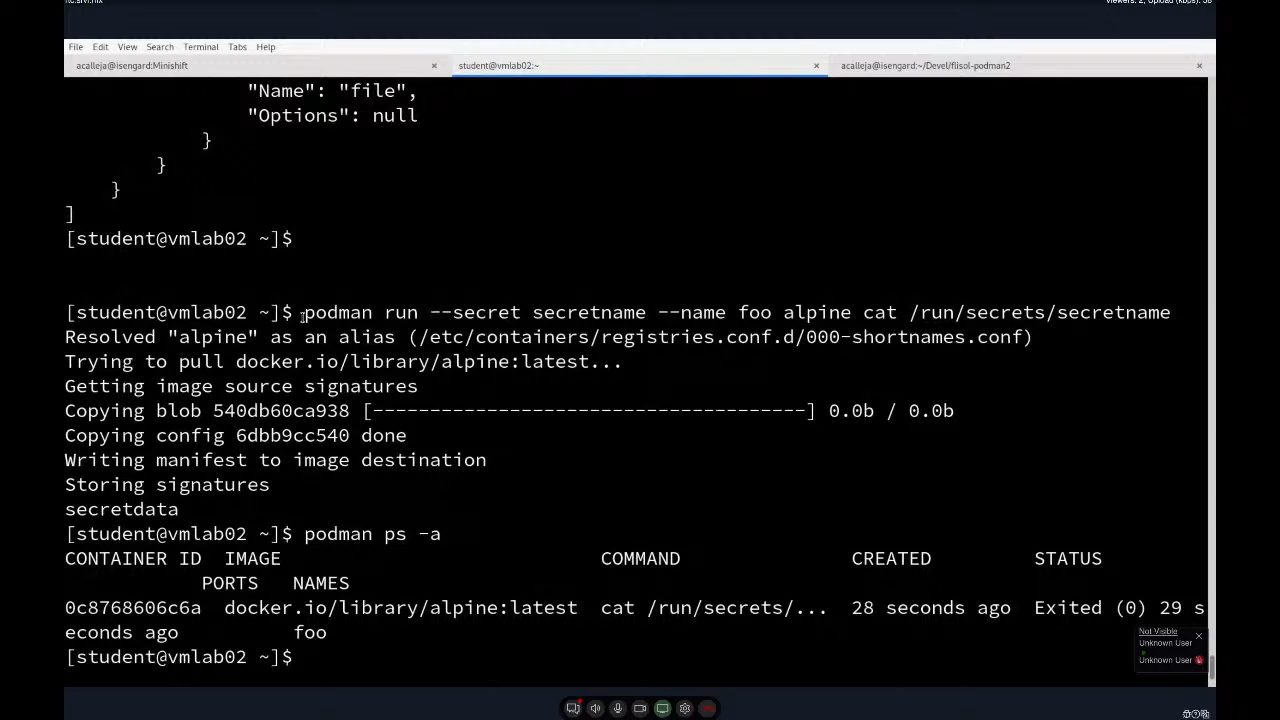 Viewers: 2, Upload (kbps): 58
File Edit View Search Terminal Tabs Help
acalleja@isengard:Minishift × student@vmlab02:~ × acalleja@isengard:~/Devel/flisol-podman2 ×
"Name": "file",
"Options": null
}
}
}
]
[student@vmlab02 ~]$
[student@vmlab02 ~]$ podman run --secret secretname --name foo alpine cat /run/secrets/secretname
Resolved "alpine" as an alias (/etc/containers/registries.conf.d/000-shortnames.conf)
Trying to pull docker.io/library/alpine:latest...
Getting image source signatures
Copying blob 540db60ca938 [--------------------------------------] 0.0b / 0.0b
Copying config 6dbb9cc540 done
Writing manifest to image destination
Storing signatures
secretdata
[student@vmlab02 ~]$ podman ps -a
CONTAINER ID IMAGE COMMAND CREATED STATUS
PORTS NAMES
0c8768606c6a docker.io/library/alpine:latest cat /run/secrets/... 28 seconds ago Exited (0) 29 s
econds ago foo
[student@vmlab02 ~]$
Not Visible ×
Unknown User
Unknown User